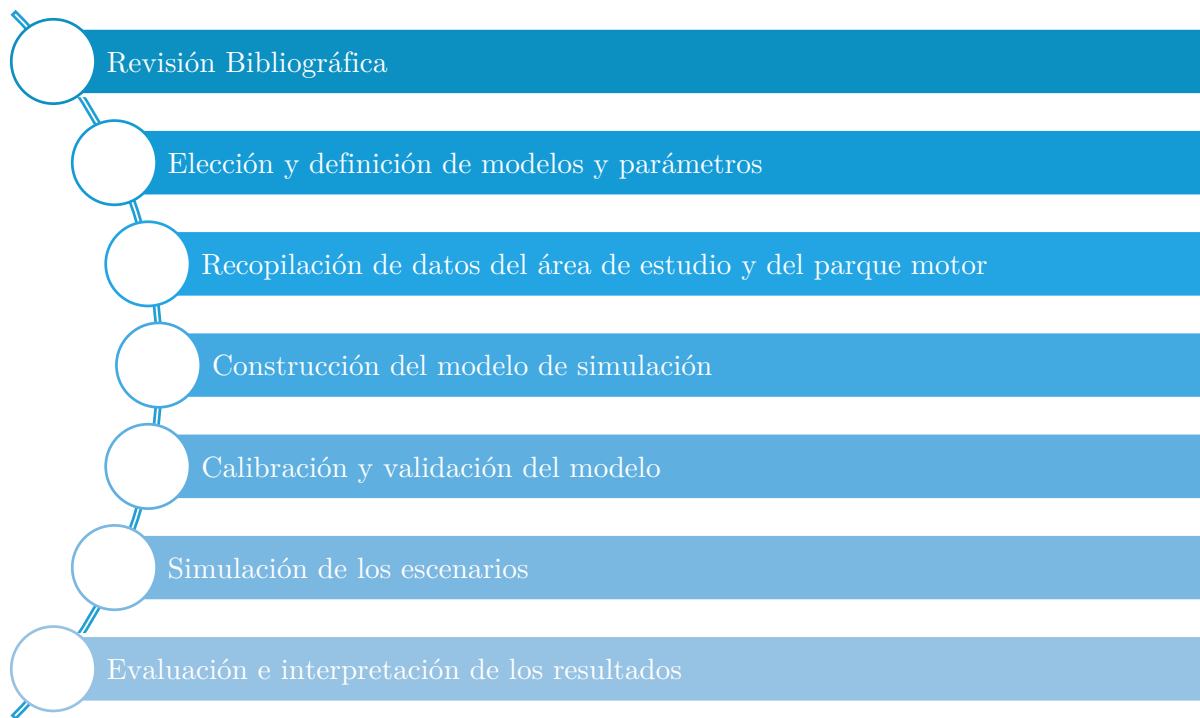 Revisión Bibliográfica
Elección y definición de modelos y parámetros
Recopilación de datos del área de estudio y del parque motor
Construcción del modelo de simulación
Calibración y validación del modelo
Simulación de los escenarios
Evaluación e interpretación de los resultados